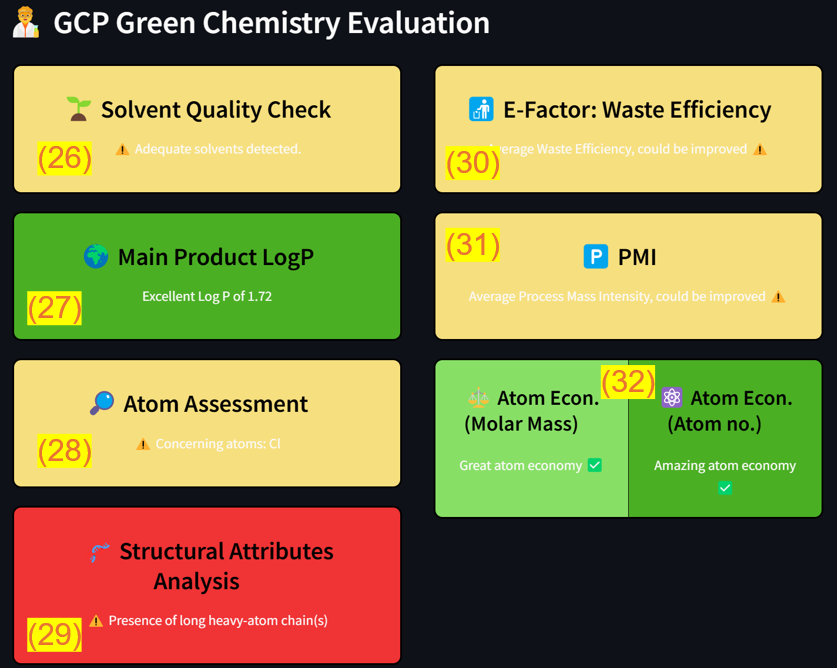 GCP Green Chemistry Evaluation
Solvent Quality Check
(26)
Adequate solvents detected.
Main Product LogP
Excellent Log P of 1.72
(27)
Atom Assessment
(28)
Concerning atoms: Cl
Structural Attributes
Analysis
Presence of long heavy-atom chain(s)
(29)
E-Factor: Waste Efficiency
Waste Efficiency, could be improved
(30)
(31)
P
PMI
Average Process Mass Intensity, could be improved
(32)
Atom Econ.
(Molar Mass)
Great atom economy
Atom Econ.
(Atom no.)
Amazing atom economy